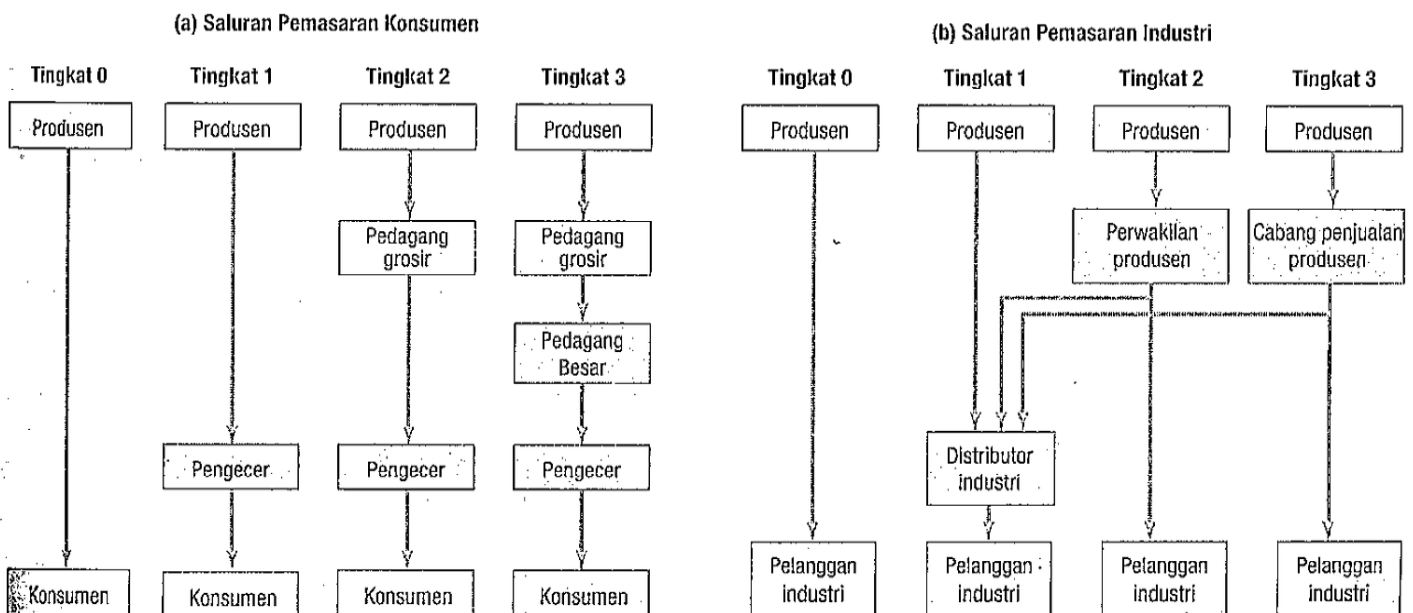 (a) Saluran Pemasaran Konsumen
Tingkat 0
Tingkat 1
Tingkat 2
Tingkat 3
Produsen
Produsen
Produsen
Produsen
Pedagang
grosir
Pedagang
grosir
Pedagang
Besar
Pengecer
Pengecer
Pengecer
Konsumen
Konsumen
Konsumen
Konsumen
(b) Saluran Pemasaran Industri
Tingkat 0
Tingkat 1
Tingkat 2
Tingkat 3
Produsen
Produsen
Produsen
Produsen
Perwakilan
produsen
Cabang penjualan
produsen
Distributor
industri
Pelanggan
industri
Pelanggan
industri
Pelanggan
industri
Pelanggan
industri